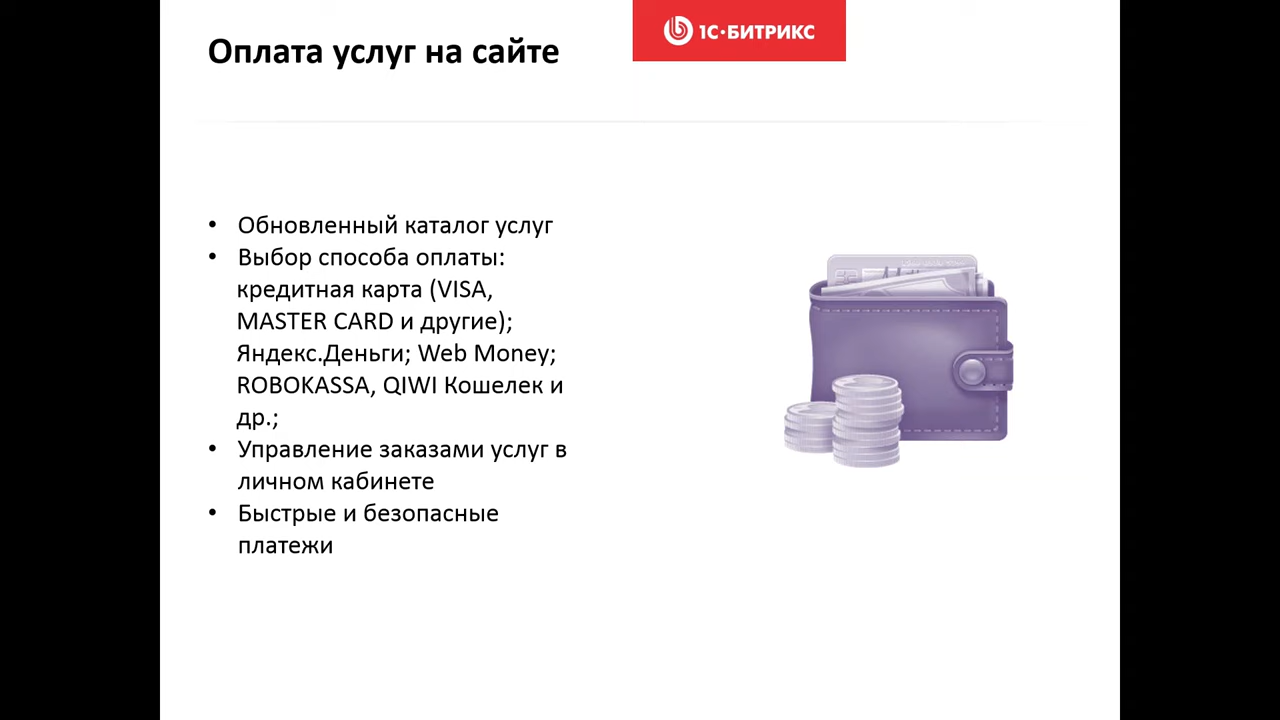 Оплата услуг на сайте
1С·БИТРИКС
• Обновленный каталог услуг
• Выбор способа оплаты:
кредитная карта (VISA,
MASTER CARD и другие);
Яндекс.Деньги; Web Money;
ROBOKASSA, QIWI Кошелек и
др.;
• Управление заказами услуг в
личном кабинете
• Быстрые и безопасные
платежи